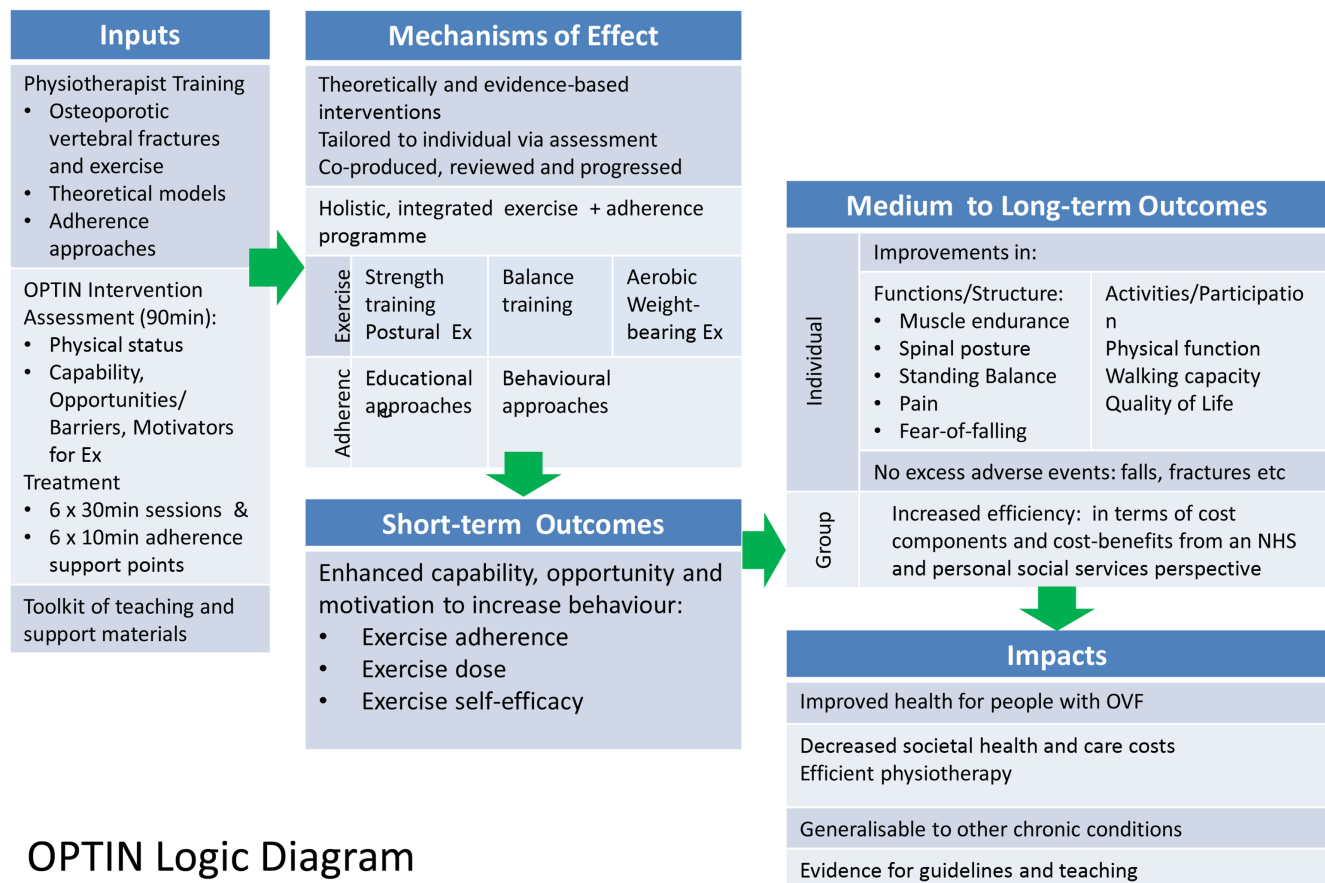 Inputs
Physiotherapist Training
• Osteoporotic
vertebral fractures
and exercise
• Theoretical models
• Adherence
approaches
OPTIN Intervention
Assessment (90min):
• Physical status
• Capability,
Opportunities/
Barriers, Motivators
for Ex
Treatment
• 6 x 30min sessions &
• 6 x 10min adherence
support points
Toolkit of teaching and
support materials
Mechanisms of Effect
Theoretically and evidence-based
interventions
Tailored to individual via assessment
Co-produced, reviewed and progressed
Holistic, integrated exercise + adherence
programme
Exercise
Strength
training
Postural Ex
Balance
training
Aerobic
Weight-
bearing Ex
Adherenc
e
Educational
approaches
Behavioural
approaches
Short-term Outcomes
Enhanced capability, opportunity and
motivation to increase behaviour:
• Exercise adherence
• Exercise dose
• Exercise self-efficacy
Medium to Long-term Outcomes
Individual
Improvements in:
Functions/Structure:
• Muscle endurance
• Spinal posture
• Standing Balance
• Pain
• Fear-of-falling
Activities/Participatio
n
Physical function
Walking capacity
Quality of Life
No excess adverse events: falls, fractures etc
Group
Increased efficiency: in terms of cost
components and cost-benefits from an NHS
and personal social services perspective
Impacts
Improved health for people with OVF
Decreased societal health and care costs
Efficient physiotherapy
Generalisable to other chronic conditions
Evidence for guidelines and teaching
OPTIN Logic Diagram